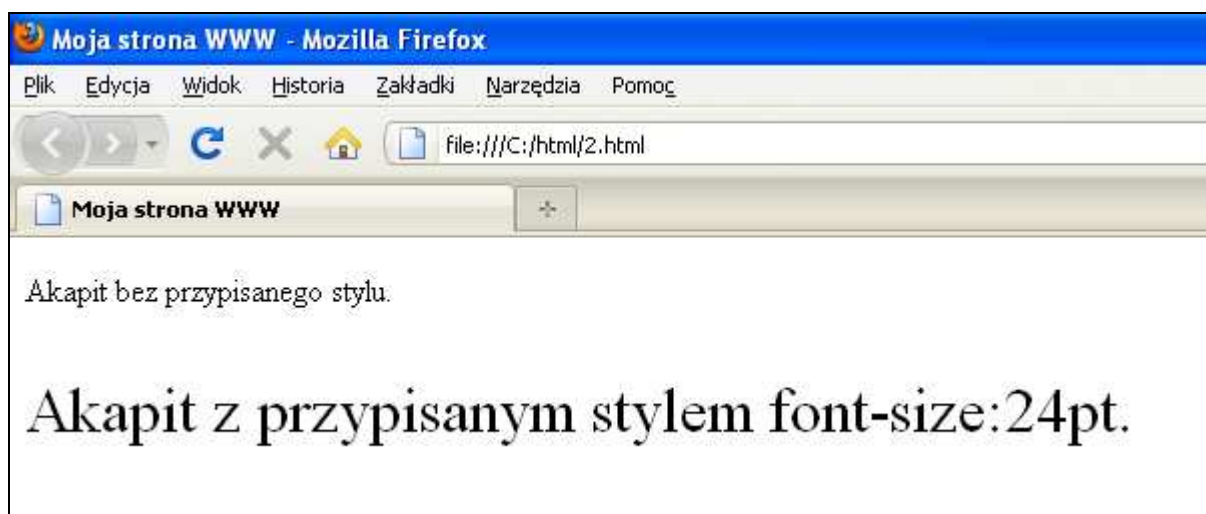 Moja strona WWW - Mozilla Firefox
Plik Edycja Widok Historia Zakładki Narzędzia Pomoc
file:///C:/html/2.html
Moja strona WWW
Akapit bez przypisanego stylu.
Akapit z przypisanym stylem font-size:24pt.